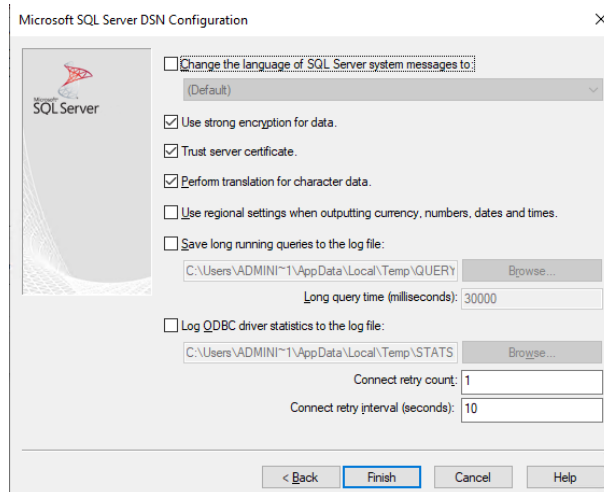 Microsoft SQL Server DSN Configuration
Microsoft
SQL Server
Change the language of SQL Server system messages to:
(Default)
Use strong encryption for data.
Trust server certificate.
Perform translation for character data.
Use regional settings when outputting currency, numbers, dates and times.
Save long running queries to the log file:
C:\Users\ADMINI~1\AppData\Local\Temp\QUERY Browse...
Long query time (milliseconds): 30000
Log ODBC driver statistics to the log file:
C:\Users\ADMINI~1\AppData\Local\Temp\STATS Browse...
Connect retry count: 1
Connect retry interval (seconds): 10
< Back Finish Cancel Help